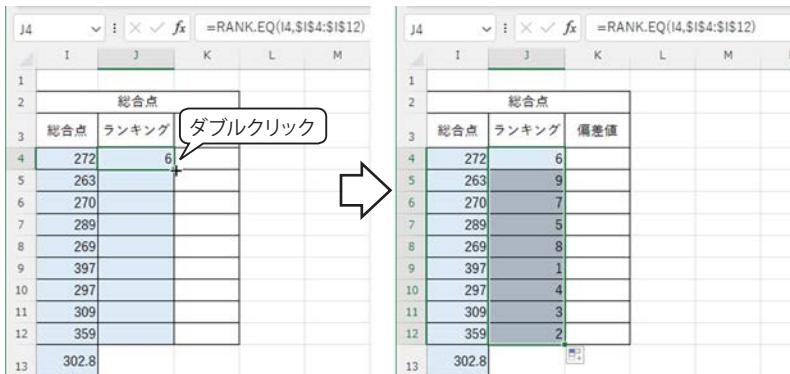 J4 fx =RANK.EQ(I4,$I$4:$I$12)
I J K L M
1
2 総合点
3 総合点 ランキング
ダブルクリック
4 272 6
5 263
6 270
7 289
8 269
9 397
10 297
11 309
12 359
13 302.8
J4 fx =RANK.EQ(I4,$I$4:$I$12)
I J K L M
1
2 総合点
3 総合点 ランキング 偏差値
4 272 6
5 263 9
6 270 7
7 289 5
8 269 8
9 397 1
10 297 4
11 309 3
12 359 2
13 302.8